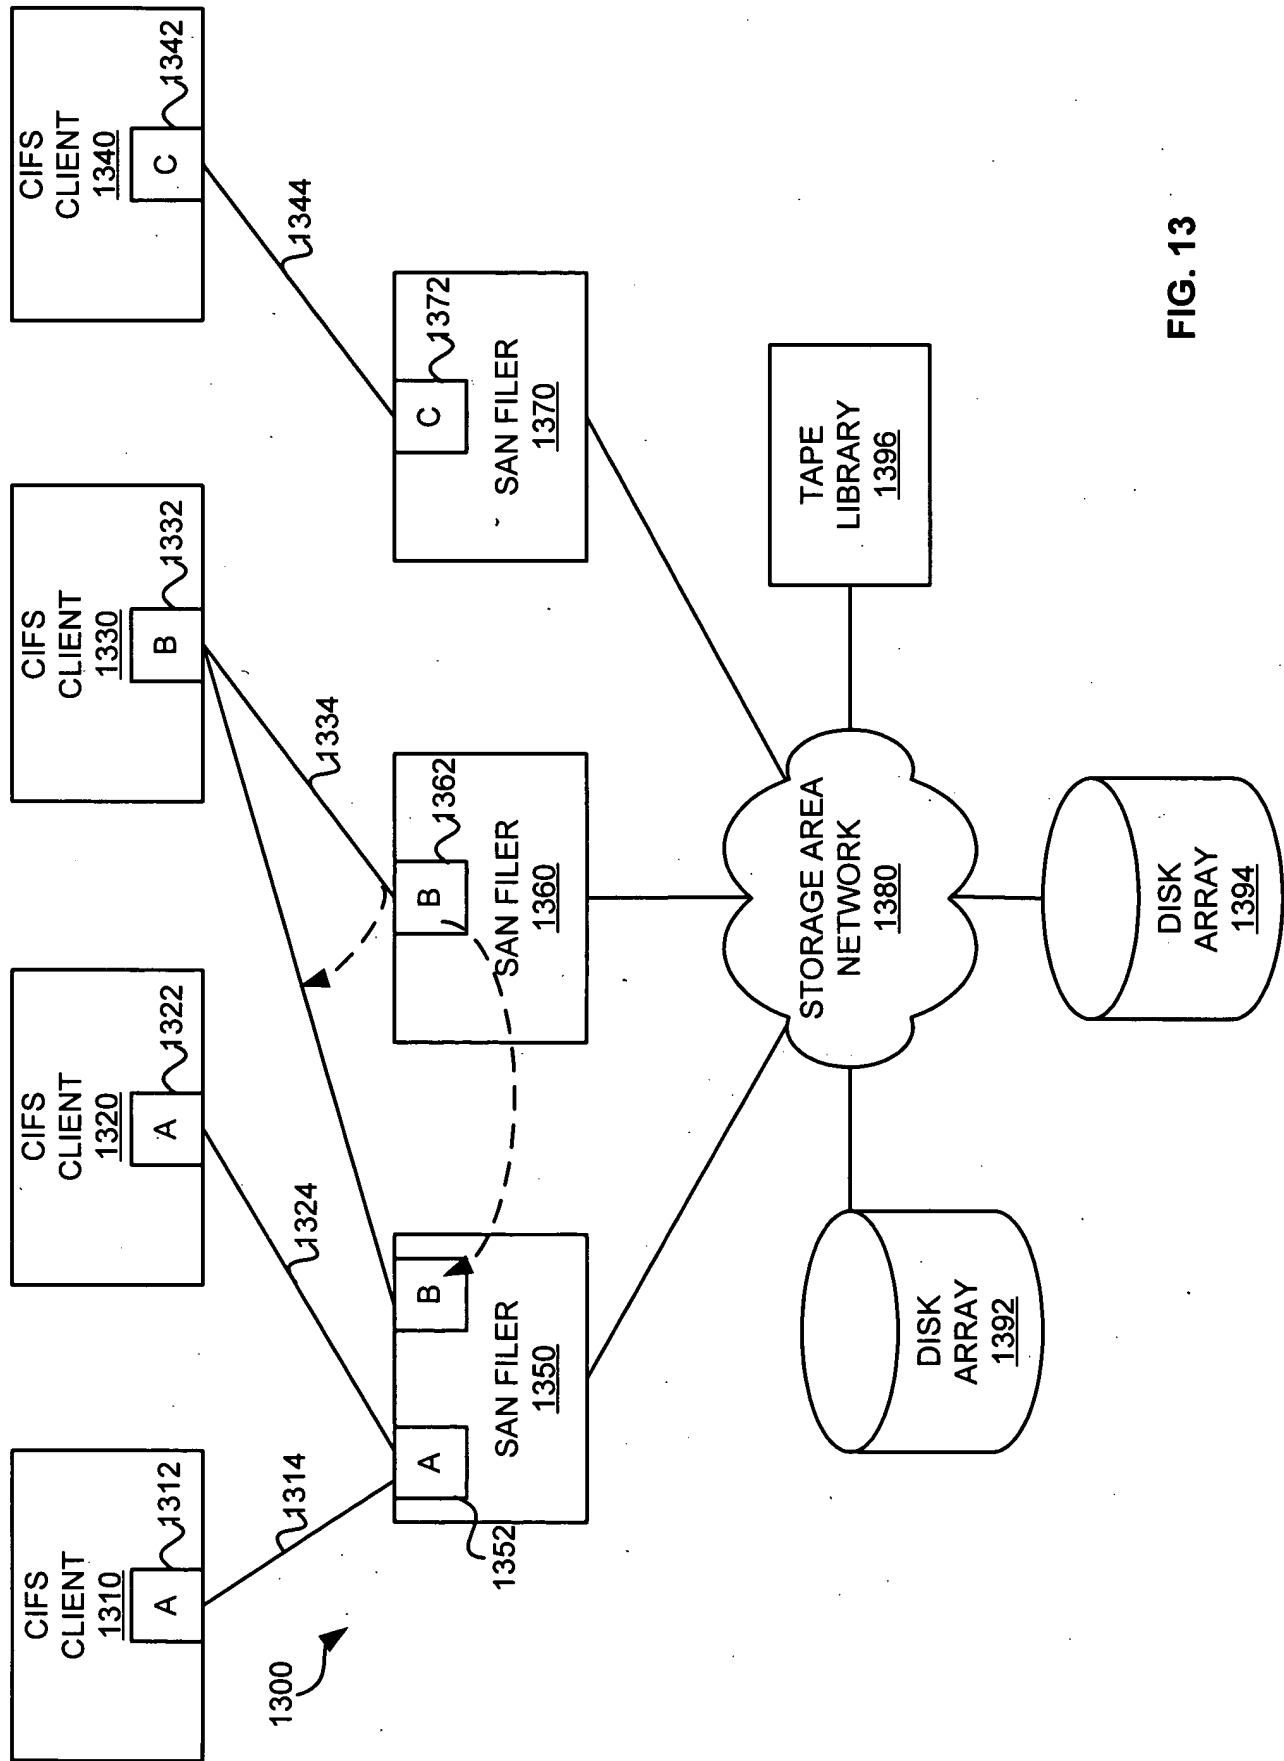 CIFS
CLIENT
1310
A
1312
CIFS
CLIENT
1320
A
1322
CIFS
CLIENT
1330
B
1332
CIFS
CLIENT
1340
C
1342
1300
1314
1324
1334
1344
A
1352
B
SAN FILER
1350
B
1362
SAN FILER
1360
C
1372
SAN FILER
1370
STORAGE AREA
NETWORK
1380
DISK
ARRAY
1392
DISK
ARRAY
1394
TAPE
LIBRARY
1396
FIG. 13